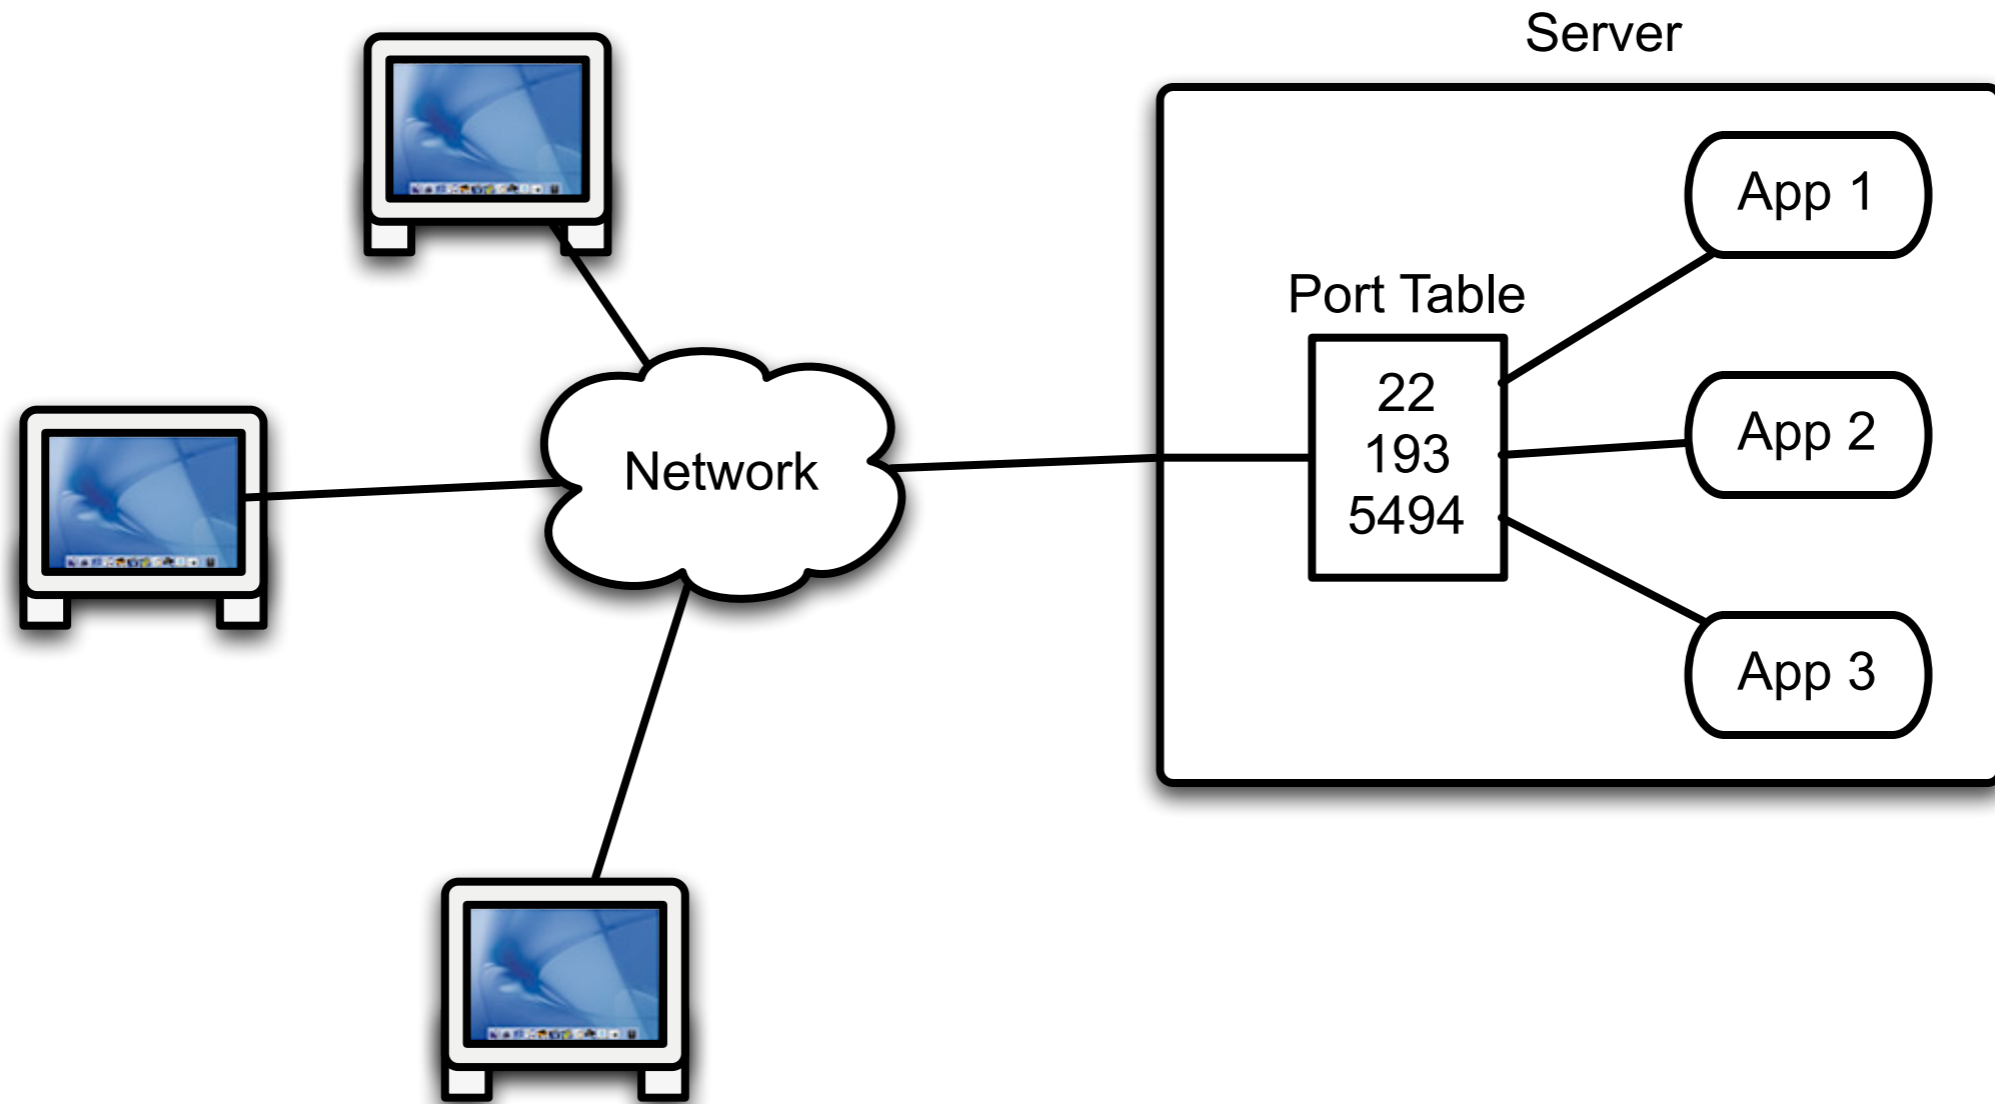 Server
App 1
Port Table
22
193
5494
App 2
Network
App 3